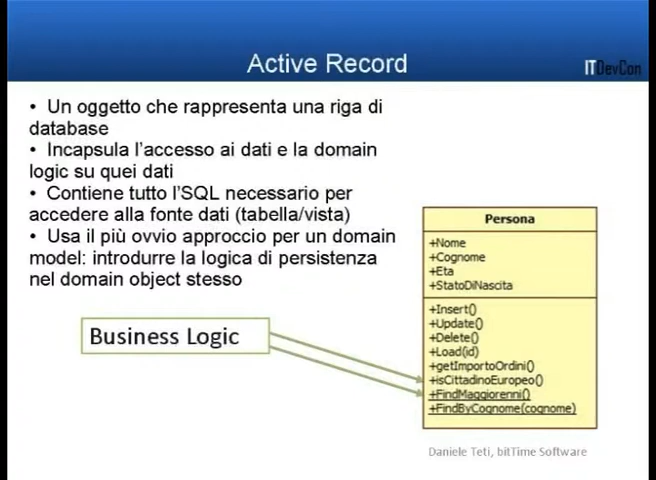 Active Record
ITDevCon
• Un oggetto che rappresenta una riga di
database
• Incapsula l'accesso ai dati e la domain
logic su quei dati
• Contiene tutto l'SQL necessario per
accedere alla fonte dati (tabella/vista)
• Usa il più ovvio approccio per un domain
model: introdurre la logica di persistenza
nel domain object stesso
Business Logic
Persona
+Nome
+Cognome
+Eta
+StatoDiNascita
+Insert()
+Update()
+Delete()
+Load(id)
+getImportoOrdini()
+isCittadinoEuropeo()
+FindMaggiorenni()
+FindByCognome(cognome)
Daniele Teti, bitTime Software